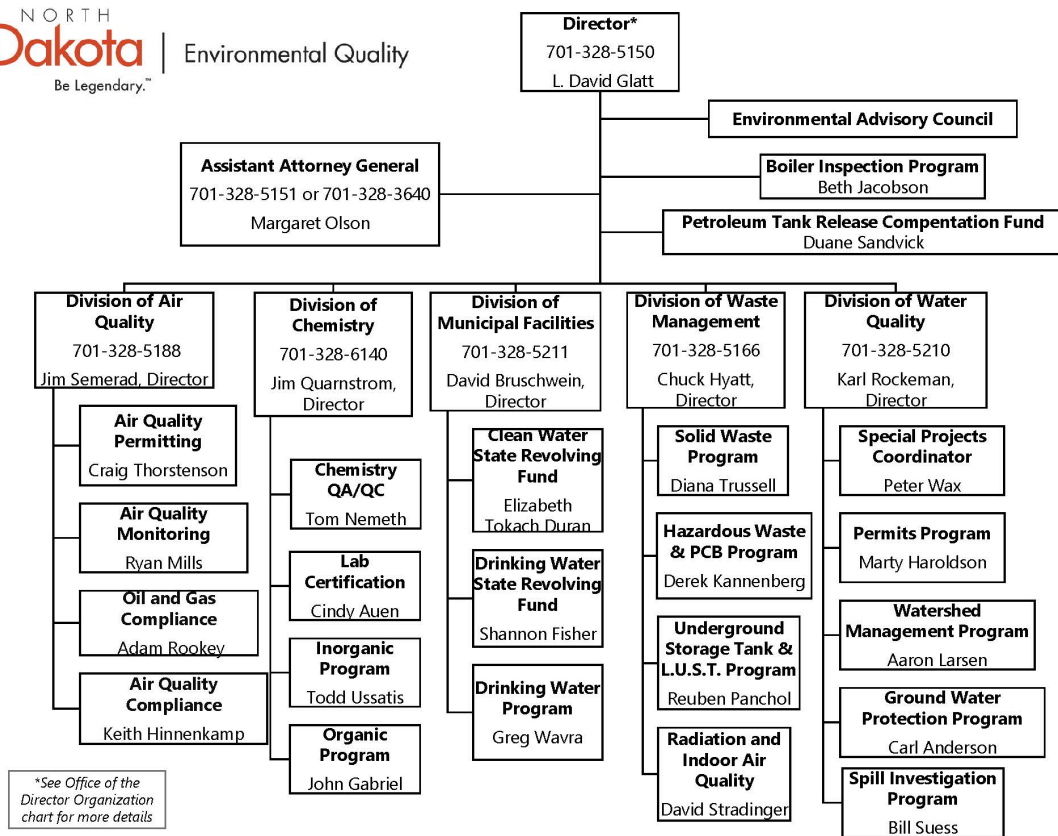 NORTH
Dakota
Be Legendary.™
Environmental Quality
Director*
701-328-5150
L. David Glatt
Environmental Advisory Council
Assistant Attorney General
701-328-5151 or 701-328-3640
Margaret Olson
Boiler Inspection Program
Beth Jacobson
Petroleum Tank Release Compentation Fund
Duane Sandvick
Division of Air
Quality
701-328-5188
Jim Semerad, Director
Air Quality
Permitting
Craig Thorstenson
Air Quality
Monitoring
Ryan Mills
Oil and Gas
Compliance
Adam Rookey
Air Quality
Compliance
Keith Hinnenkamp
Division of
Chemistry
701-328-6140
Jim Quarnstrom,
Director
Chemistry
QA/QC
Tom Nemeth
Lab
Certification
Cindy Auen
Inorganic
Program
Todd Ussatis
Organic
Program
John Gabriel
Division of
Municipal Facilities
701-328-5211
David Bruschwein,
Director
Clean Water
State Revolving
Fund
Elizabeth
Tokach Duran
Drinking Water
State Revolving
Fund
Shannon Fisher
Drinking Water
Program
Greg Wavra
Division of Waste
Management
701-328-5166
Chuck Hyatt,
Director
Solid Waste
Program
Diana Trussell
Hazardous Waste
& PCB Program
Derek Kannenberg
Underground
Storage Tank &
L.U.S.T. Program
Reuben Panchol
Radiation and
Indoor Air
Quality
David Stradinger
Division of Water
Quality
701-328-5210
Karl Rockeman,
Director
Special Projects
Coordinator
Peter Wax
Permits Program
Marty Haroldson
Watershed
Management Program
Aaron Larsen
Ground Water
Protection Program
Carl Anderson
Spill Investigation
Program
Bill Suess
*See Office of the
Director Organization
chart for more details